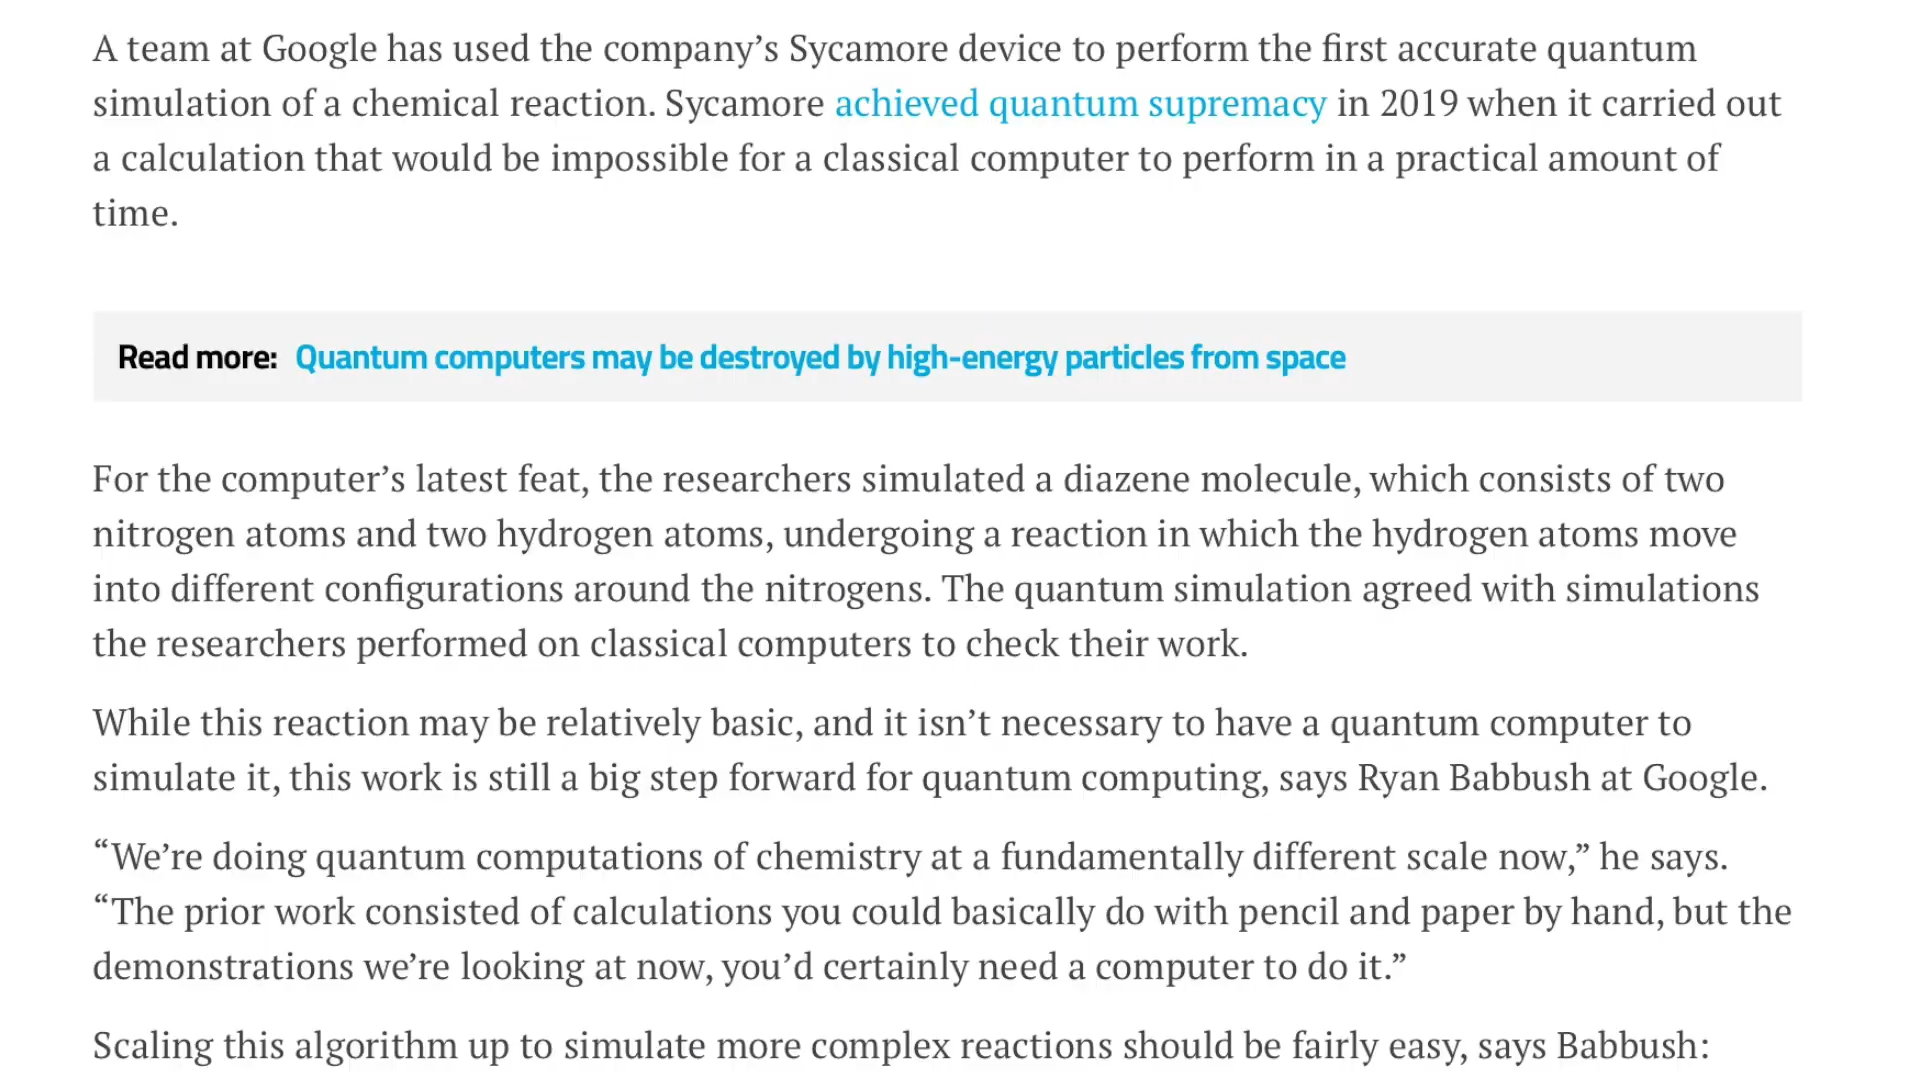 A team at Google has used the company’s Sycamore device to perform the first accurate quantum
simulation of a chemical reaction. Sycamore achieved quantum supremacy in 2019 when it carried out
a calculation that would be impossible for a classical computer to perform in a practical amount of
time.
Read more: Quantum computers may be destroyed by high-energy particles from space
For the computer’s latest feat, the researchers simulated a diazene molecule, which consists of two
nitrogen atoms and two hydrogen atoms, undergoing a reaction in which the hydrogen atoms move
into different configurations around the nitrogens. The quantum simulation agreed with simulations
the researchers performed on classical computers to check their work.
While this reaction may be relatively basic, and it isn’t necessary to have a quantum computer to
simulate it, this work is still a big step forward for quantum computing, says Ryan Babbush at Google.
“We’re doing quantum computations of chemistry at a fundamentally different scale now,” he says.
“The prior work consisted of calculations you could basically do with pencil and paper by hand, but the
demonstrations we’re looking at now, you’d certainly need a computer to do it.”
Scaling this algorithm up to simulate more complex reactions should be fairly easy, says Babbush: